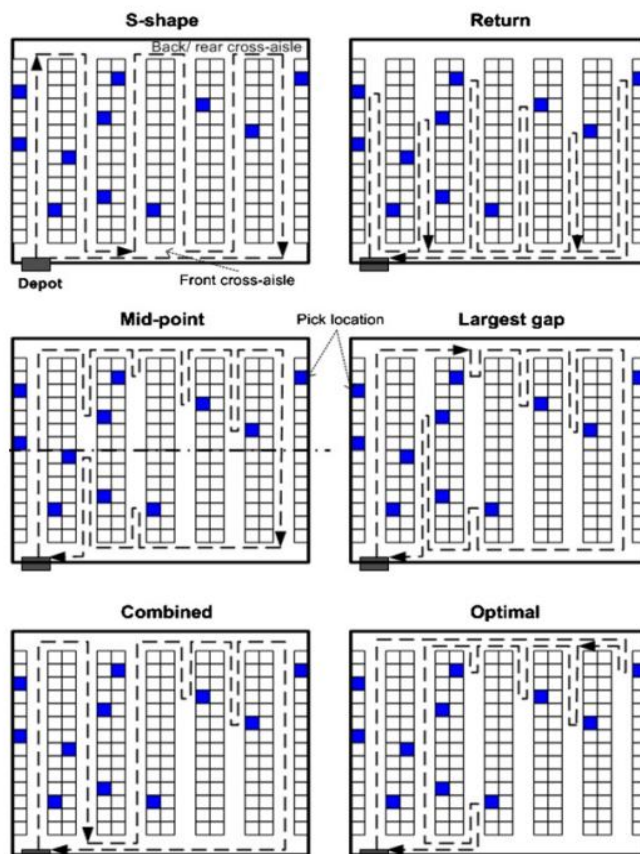 S-shape
Return
Back/ rear cross-aisle
Depot
Front cross-aisle
Mid-point
Pick location
Largest gap
Combined
Optimal